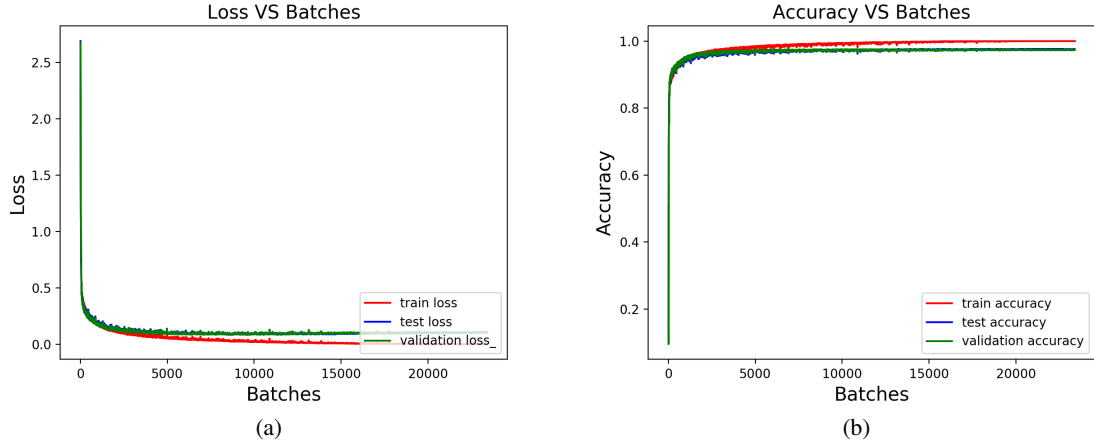 Loss VS Batches
2.5
2.0
1.5
1.0
0.5
0.0
Loss
0 5000 10000 15000 20000
Batches
train loss
test loss
validation loss_
(a)
Accuracy VS Batches
1.0
0.8
0.6
0.4
0.2
Accuracy
0 5000 10000 15000 20000
Batches
train accuracy
test accuracy
validation accuracy
(b)